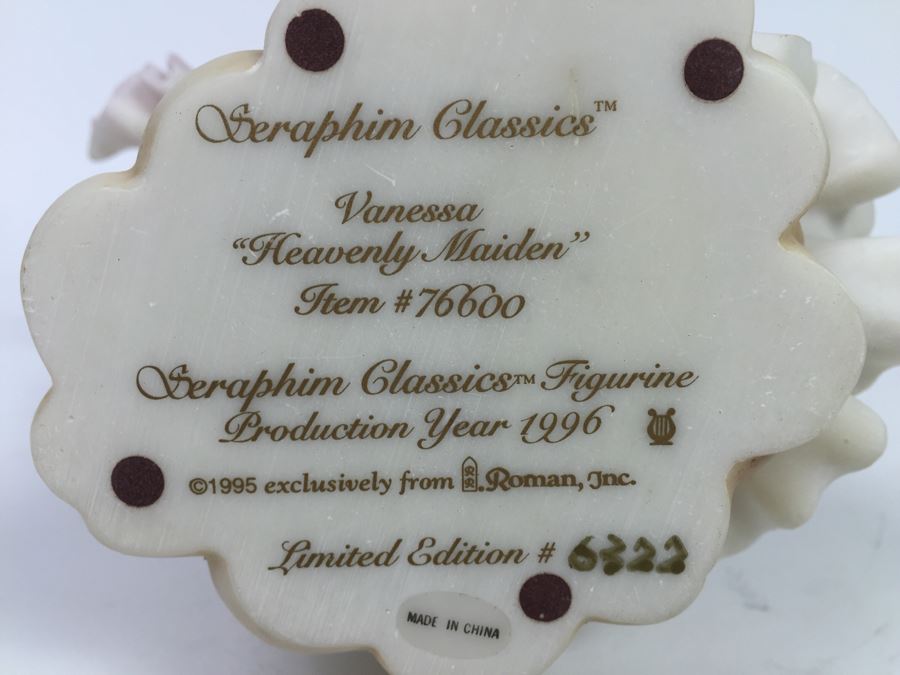 Seraphim Classics™
Vanessa
“Heavenly Maiden”
Item #76600
Seraphim Classics™ Figurine
Production Year 1996
©1995 exclusively from Roman, Inc.
Limited Edition # 6322
MADE IN CHINA